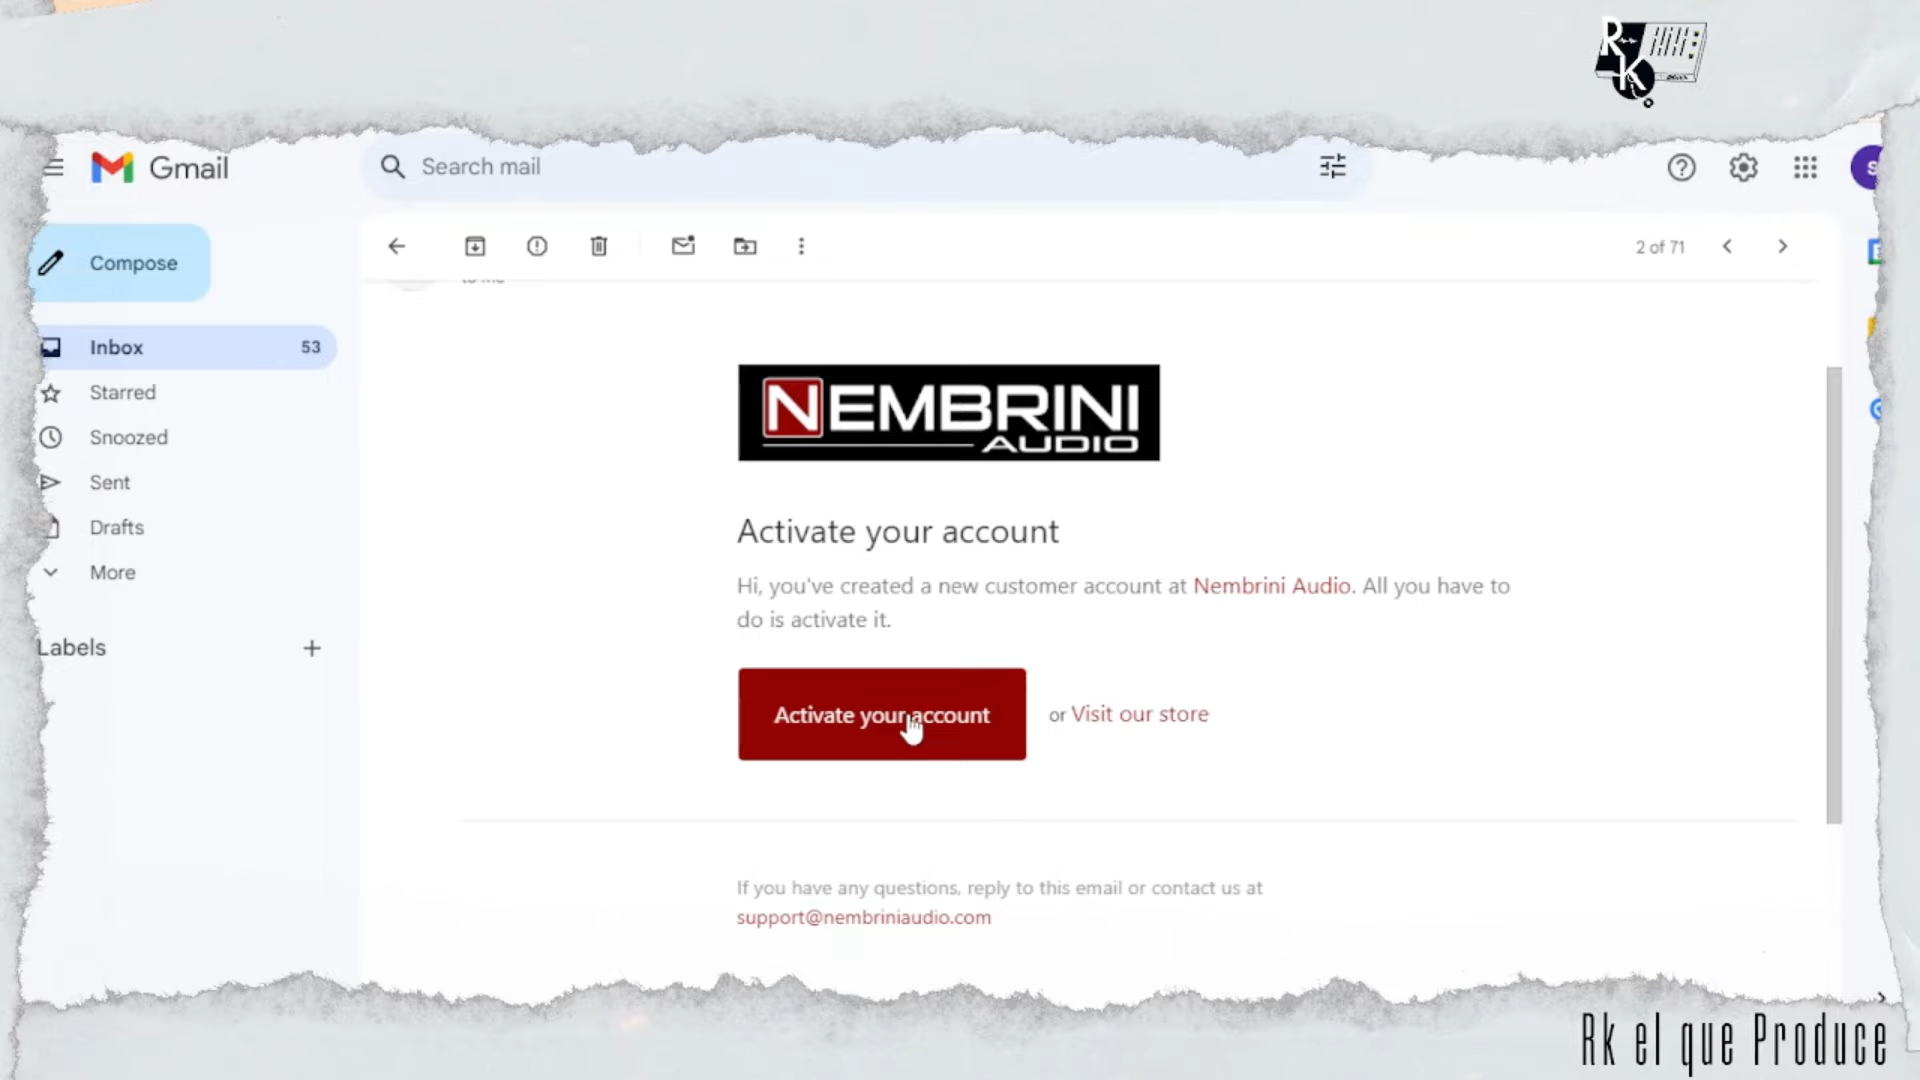 RK
Gmail
Search mail
S
Compose
2 of 71
to me
Inbox 53
Starred
Snoozed
Sent
Drafts
More
Labels
NEMBRINI
AUDIO
Activate your account
Hi, you've created a new customer account at Nembrini Audio. All you have to
do is activate it.
Activate your account or Visit our store
If you have any questions, reply to this email or contact us at
support@nembriniaudio.com
Rk el que Produce